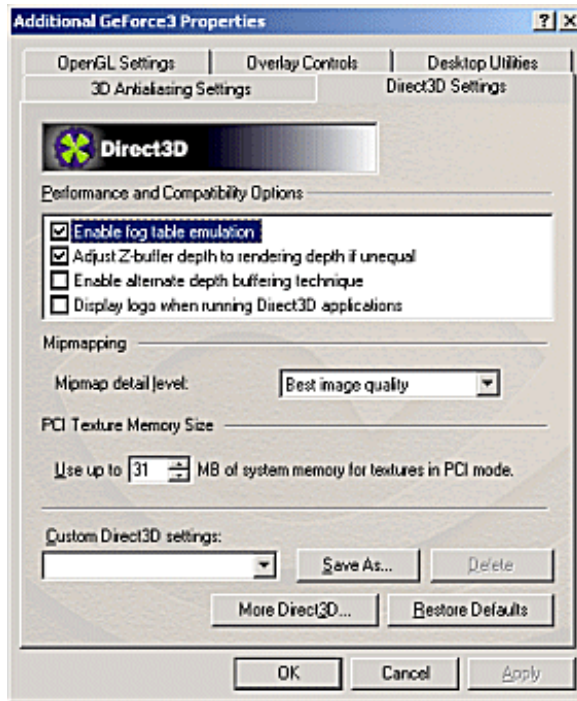 Additional GeForce3 Properties
OpenGL Settings
Overlay Controls
Desktop Utilities
3D Antialiasing Settings
Direct3D Settings
Direct3D
Performance and Compatibility Options
Enable fog table emulation
Adjust Z-buffer depth to rendering depth if unequal
Enable alternate depth buffering technique
Display logo when running Direct3D applications
Mipmapping
Mipmap detail level: Best image quality
PCI Texture Memory Size
Use up to 31 MB of system memory for textures in PCI mode.
Custom Direct3D settings:
Save As... Delete
More Direct3D... Restore Defaults
OK Cancel Apply